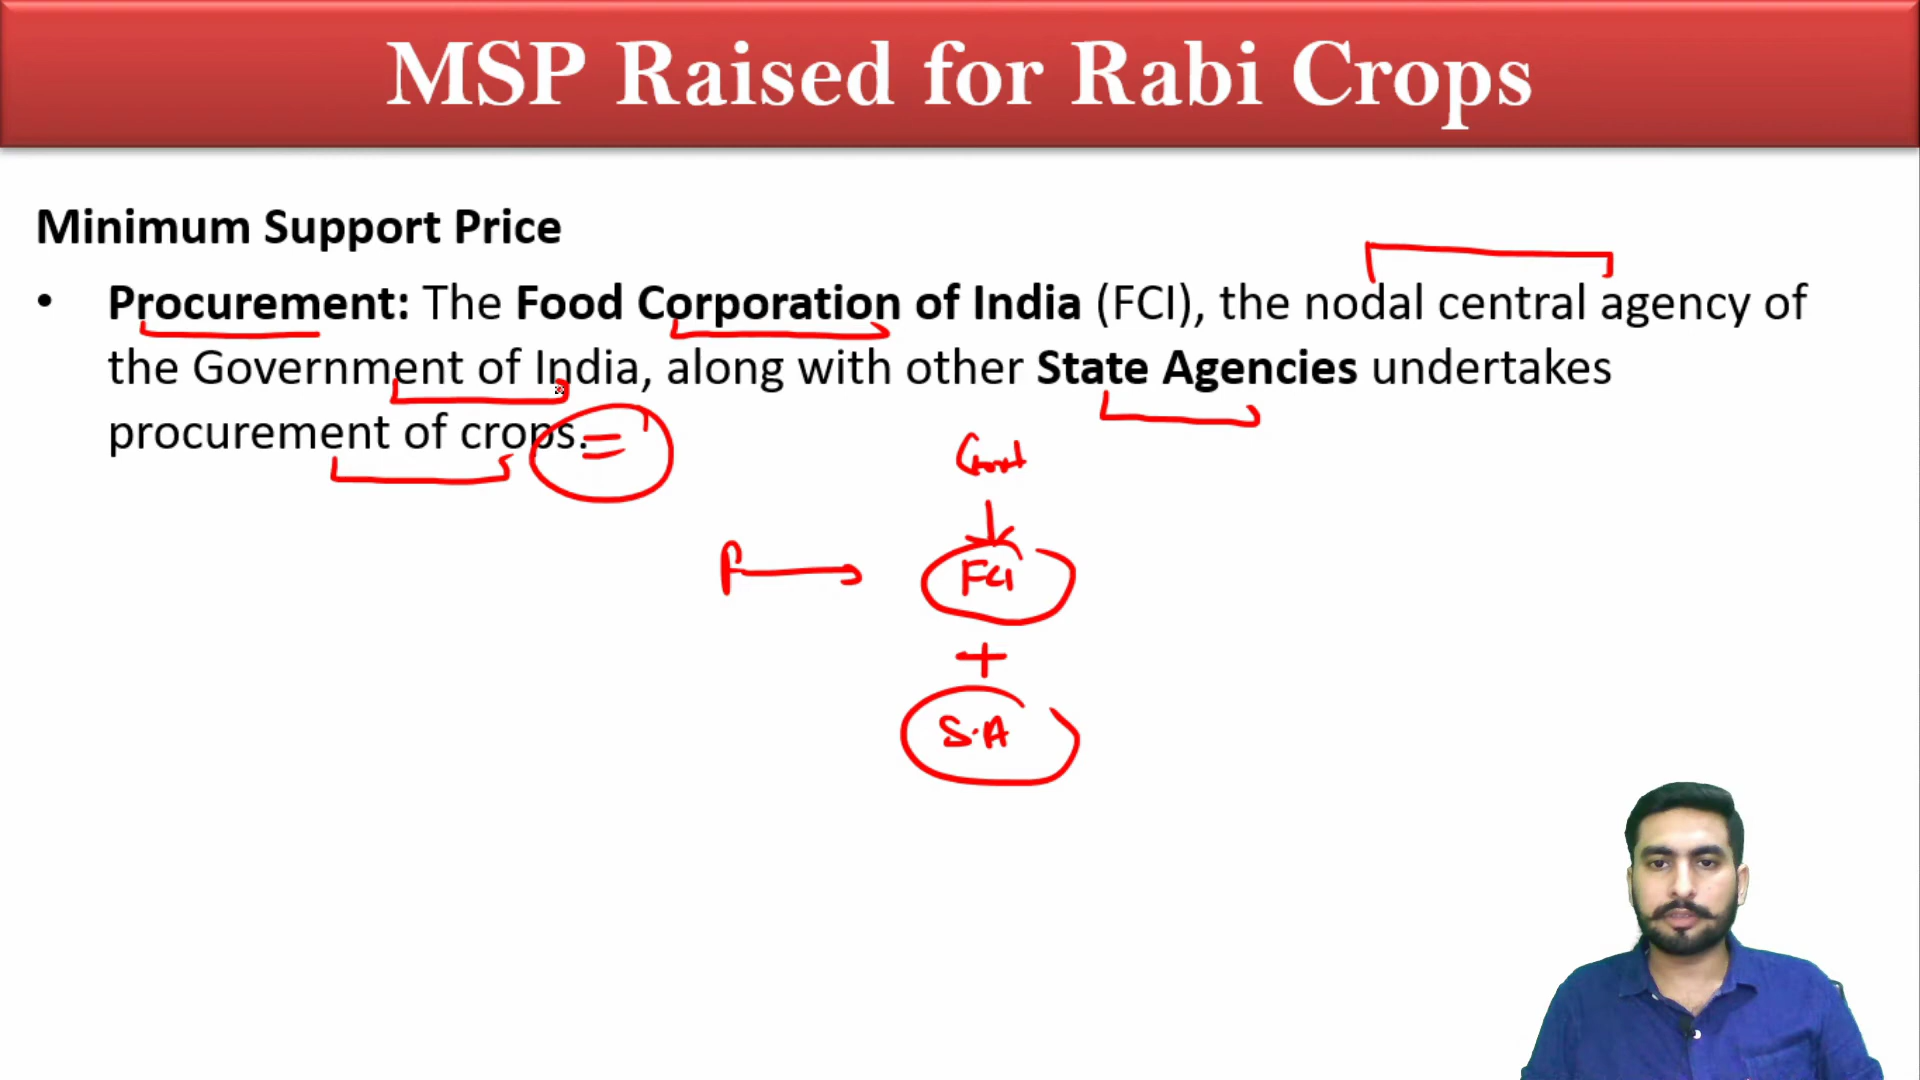 MSP Raised for Rabi Crops
Minimum Support Price
• Procurement: The Food Corporation of India (FCI), the nodal central agency of
the Government of India, along with other State Agencies undertakes
procurement of crops.
Govt
FCI
+
S.A